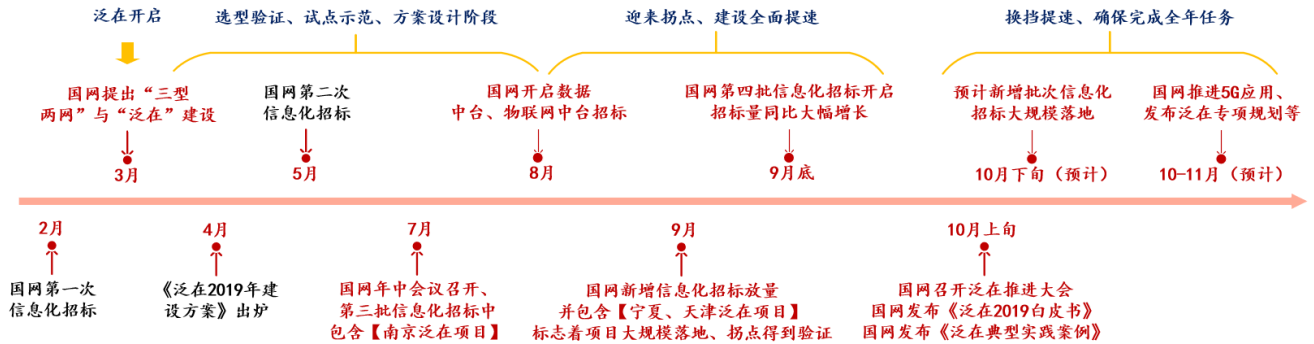 泛在开启
选型验证、试点示范、方案设计阶段
迎来拐点、建设全面提速
换挡提速、确保完成全年任务
国网提出“三型
两网”与“泛在”建设
3月
国网第二次
信息化招标
5月
国网开启数据
中台、物联网中台招标
8月
国网第四批信息化招标开启
招标量同比大幅增长
9月底
预计新增批次信息化
招标大规模落地
10月下旬（预计）
国网推进5G应用、
发布泛在专项规划等
10-11月（预计）
2月
国网第一次
信息化招标
4月
《泛在2019年建
设方案》出炉
7月
国网年中会议召开、
第三批信息化招标中
包含【南京泛在项目】
9月
国网新增信息化招标放量
并包含【宁夏、天津泛在项目】
标志着项目大规模落地、拐点得到验证
10月上旬
国网召开泛在推进大会
国网发布《泛在2019白皮书》
国网发布《泛在典型实践案例》